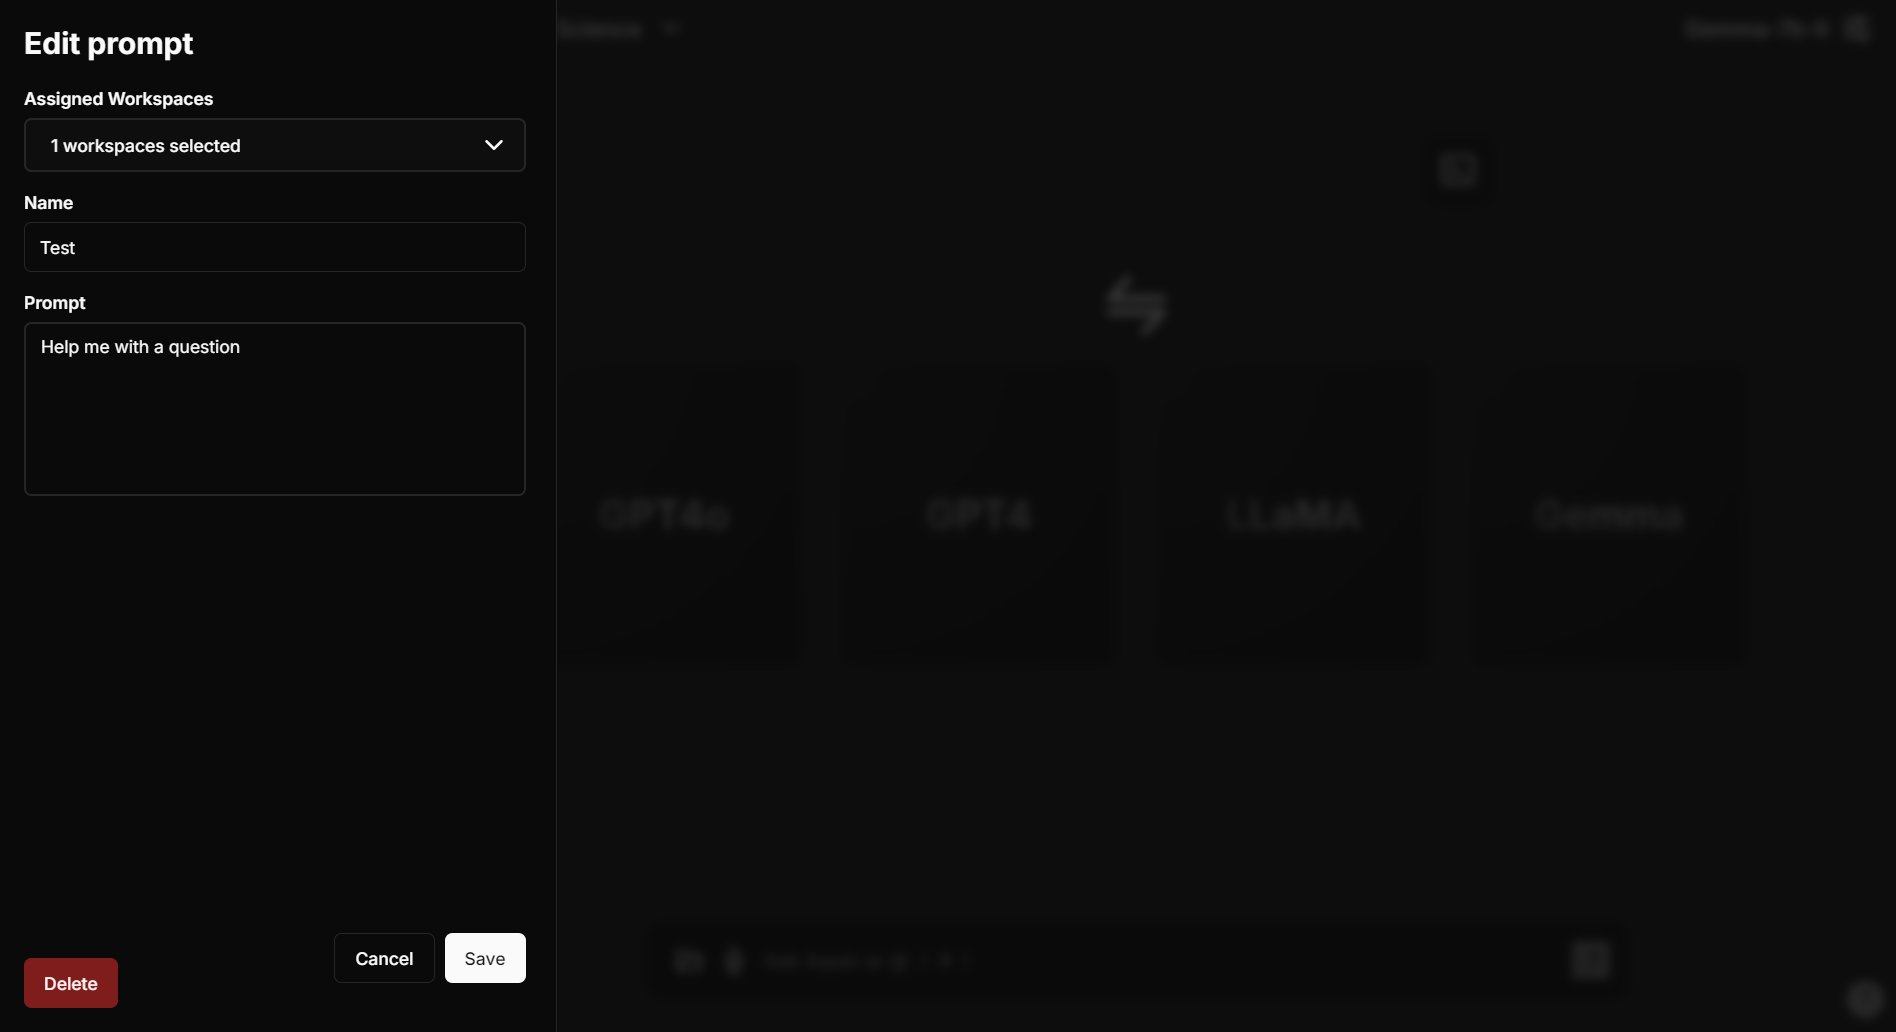 Edit prompt
Assigned Workspaces
1 workspaces selected
Name
Test
Prompt
Help me with a question
Cancel
Save
Delete
Science
GPT4o
GPT4
LLaMA
Gemma